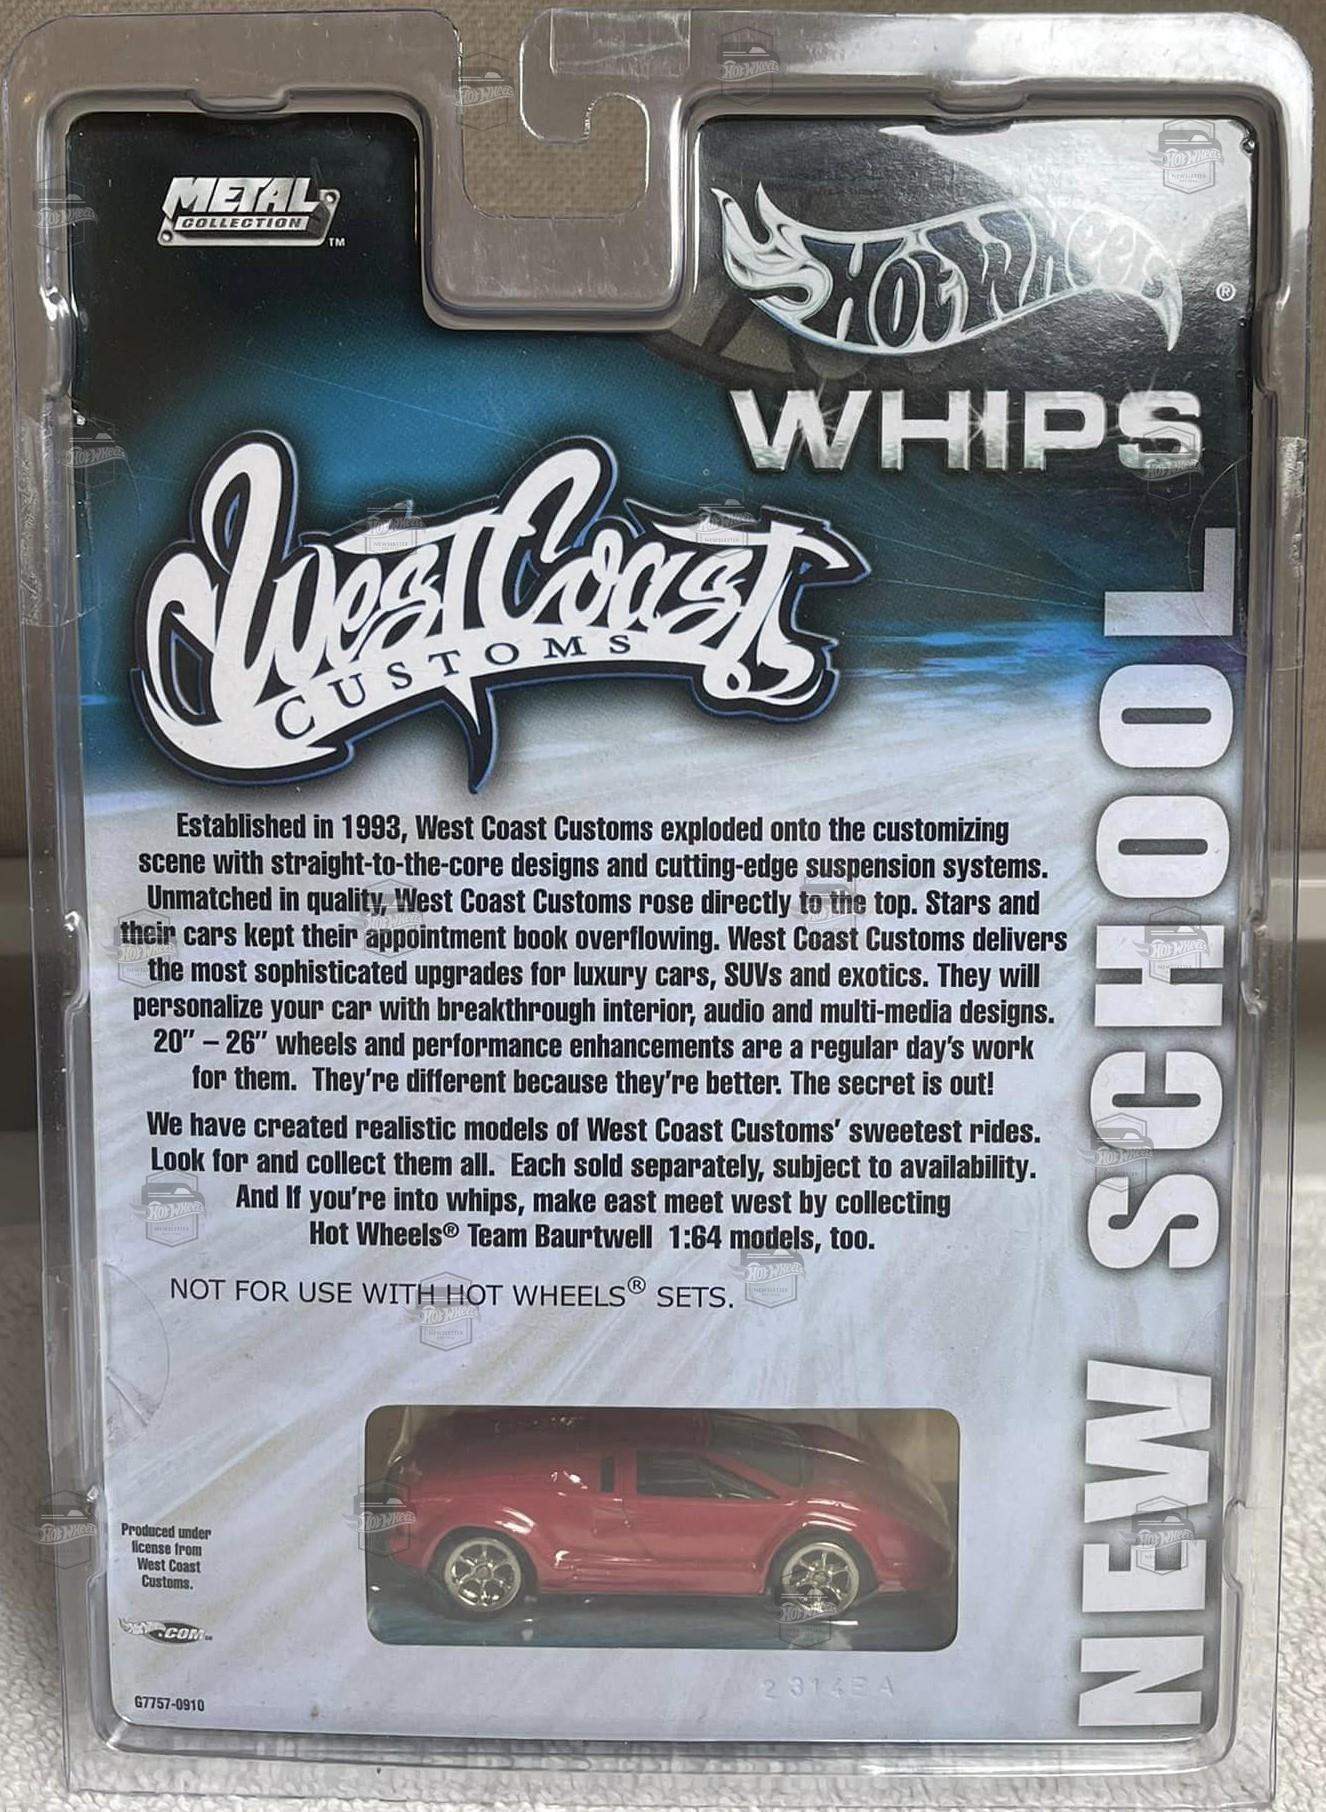 METAL
COLLECTION
TM
HOT WHEELS
®
WHIPS
West Coast
CUSTOMS
NEW SCHOOL
Established in 1993, West Coast Customs exploded onto the customizing
scene with straight-to-the-core designs and cutting-edge suspension systems.
Unmatched in quality, West Coast Customs rose directly to the top. Stars and
their cars kept their appointment book overflowing. West Coast Customs delivers
the most sophisticated upgrades for luxury cars, SUVs and exotics. They will
personalize your car with breakthrough interior, audio and multi-media designs.
20” – 26” wheels and performance enhancements are a regular day’s work
for them. They’re different because they’re better. The secret is out!
We have created realistic models of West Coast Customs’ sweetest rides.
Look for and collect them all. Each sold separately, subject to availability.
And If you’re into whips, make east meet west by collecting
Hot Wheels® Team Baurtwell 1:64 models, too.
NOT FOR USE WITH HOT WHEELS® SETS.
Produced under
license from
West Coast
Customs.
.COM
G7757-0910